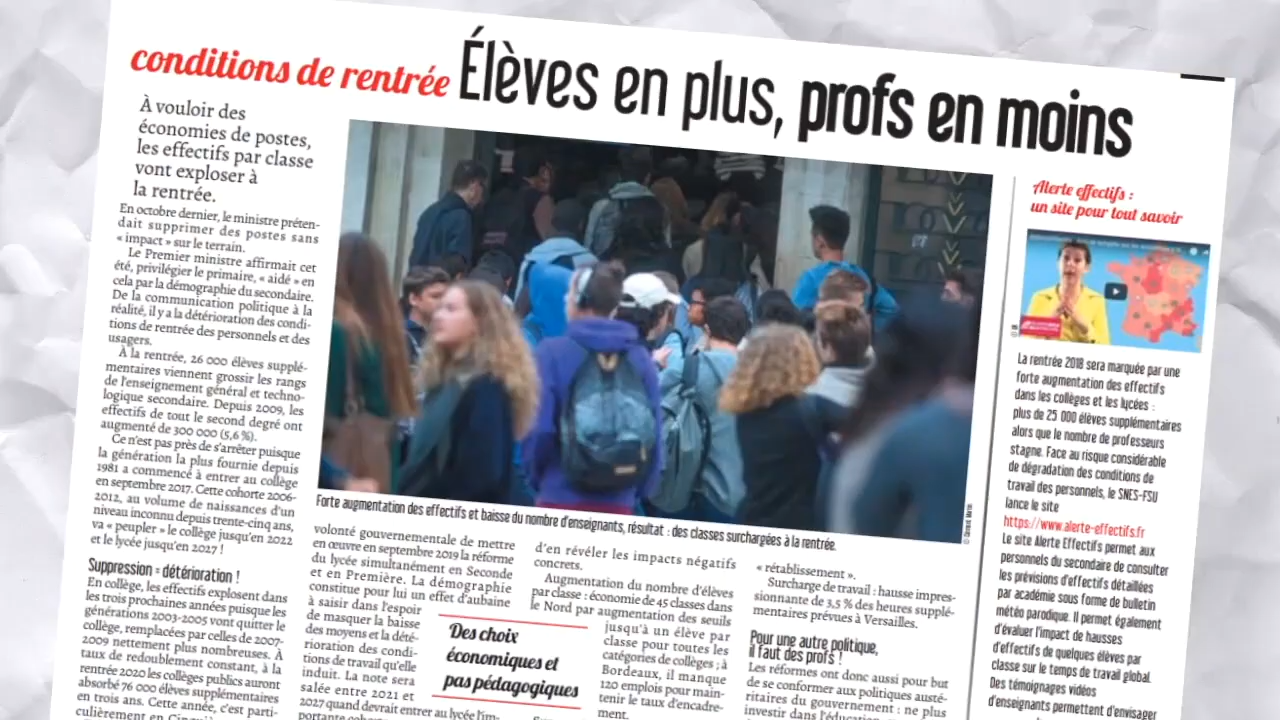 conditions de rentrée Élèves en plus, profs en moins
À vouloir des
économies de postes,
les effectifs par classe
vont exploser à
la rentrée.
En octobre dernier, le ministre préten-
dait supprimer des postes sans
« impact » sur le terrain.
Le Premier ministre affirmait cet
été, privilégier le primaire, « aidé » en
cela par la démographie du secondaire.
De la communication politique à la
réalité, il y a la détérioration des condi-
tions de rentrée des personnels et des
usagers.
À la rentrée, 26 000 élèves supplé-
mentaires viennent grossir les rangs
de l'enseignement général et techno-
logique secondaire. Depuis 2009, les
effectifs de tout le second degré ont
augmenté de 300 000 (5,6 %).
Ce n'est pas près de s'arrêter puisque
la génération la plus fournie depuis
1981 a commencé à entrer au collège
en septembre 2017. Cette cohorte 2006-
2012, au volume de naissances d'un
niveau inconnu depuis trente-cinq ans,
va « peupler » le collège jusqu'en 2022
et le lycée jusqu'en 2027 !
Suppression = détérioration !
En collège, les effectifs explosent dans
les trois prochaines années puisque les
générations 2003-2005 vont quitter le
collège, remplacées par celles de 2007-
2009 nettement plus nombreuses. À
taux de redoublement constant, à la
rentrée 2020 les collèges publics auront
absorbé 76 000 élèves supplémentaires
en trois ans. Cette année, c'est parti-
culièrement en
Forte augmentation des effectifs et baisse du nombre d'enseignants, résultat : des classes surchargées à la rentrée.
volonté gouvernementale de mettre
en œuvre en septembre 2019 la réforme
du lycée simultanément en Seconde
et en Première. La démographie
constitue pour lui un effet d'aubaine
à saisir dans l'espoir
de masquer la baisse
des moyens et la dété-
rioration des condi-
tions de travail qu'elle
induit. La note sera
salée entre 2021 et
2027 quand devrait entrer au lycée l'im-
portante
Des choix
économiques et
pas pédagogiques
d'en révéler les impacts négatifs
concrets.
Augmentation du nombre d'élèves
par classe : économie de 45 classes dans
le Nord par augmentation des seuils
jusqu'à un élève par
classe pour toutes les
catégories de collèges ; à
Bordeaux, il manque
120 emplois pour main-
tenir le taux d'encadre-
ment.
« rétablissement ».
Surcharge de travail : hausse impres-
sionnante de 3,5 % des heures supplé-
mentaires prévues à Versailles.
Pour une autre politique,
il faut des profs !
Les réformes ont donc aussi pour but
de se conformer aux politiques austé-
ritaires du gouvernement : ne plus
investir dans
Alerte effectifs :
un site pour tout savoir
La rentrée 2018 sera marquée par une
forte augmentation des effectifs
dans les collèges et les lycées :
plus de 25 000 élèves supplémentaires
alors que le nombre de professeurs
stagne. Face au risque considérable
de dégradation des conditions de
travail des personnels, le SNES-FSU
lance le site
https://www.alerte-effectifs.fr
Le site Alerte Effectifs permet aux
personnels du secondaire de consulter
les prévisions d'effectifs détaillées
par académie sous forme de bulletin
météo parodique. Il permet également
d'évaluer l'impact de hausses
d'effectifs de quelques élèves par
classe sur le temps de travail global.
Des témoignages vidéos
d'enseignants permettent d'envisager